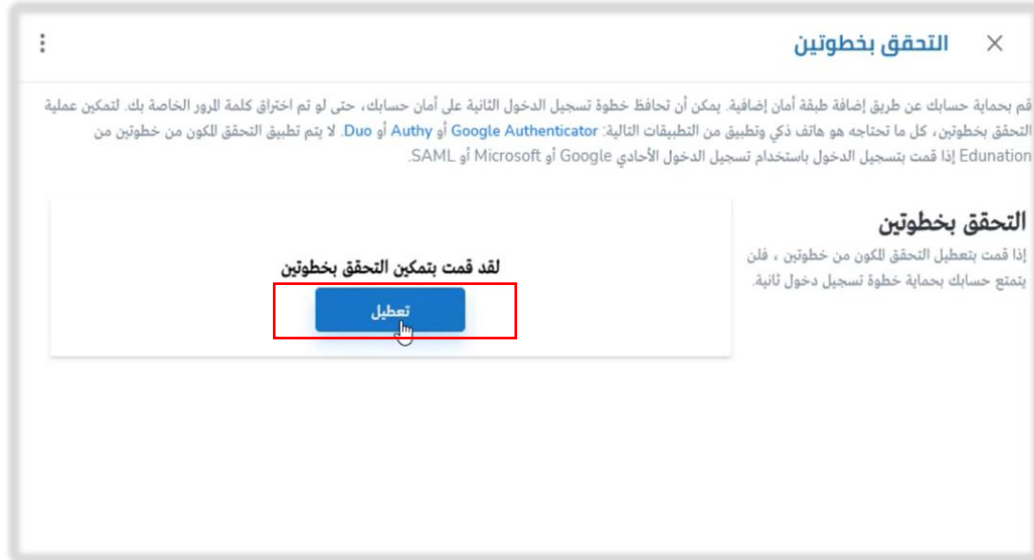 التحقق بخطوتين
قم بحماية حسابك عن طريق إضافة طبقة أمان إضافية. يمكن أن تحافظ خطوة تسجيل الدخول الثانية على أمان حسابك، حتى لو تم اختراق كلمة المرور الخاصة بك. لتمكين عملية
التحقق بخطوتين، كل ما تحتاجه هو هاتف ذكي وتطبيق من التطبيقات التالية: Google Authenticator أو Authy أو Duo. لا يتم تطبيق التحقق المكون من خطوتين من
Edunation إذا قمت بتسجيل الدخول باستخدام تسجيل الدخول الأحادي Google أو Microsoft أو SAML.
التحقق بخطوتين
إذا قمت بتعطيل التحقق المكون من خطوتين ، فلن
يتمتع حسابك بحماية خطوة تسجيل دخول ثانية.
لقد قمت بتمكين التحقق بخطوتين
تعطيل